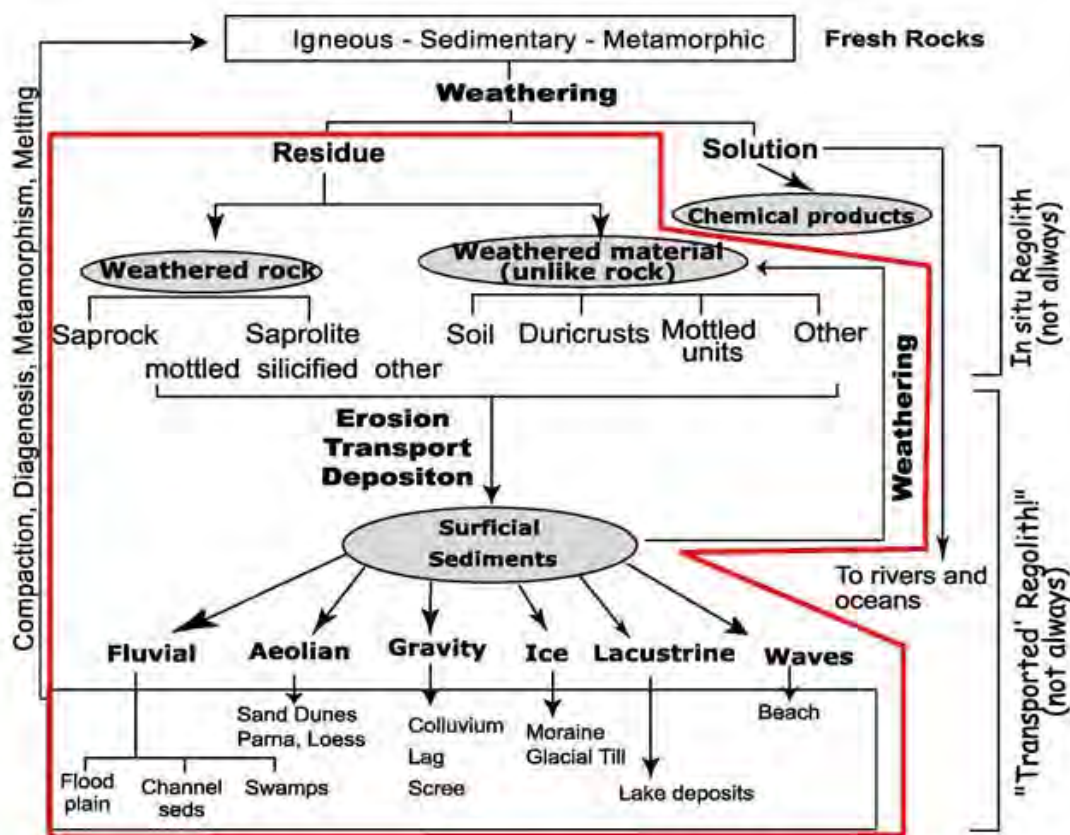 Igneous - Sedimentary - Metamorphic
Fresh Rocks
Weathering
Residue
Solution
Chemical products
Weathered rock
Weathered material
(unlike rock)
Saprock
Saprolite
mottled silicified other
Soil
Duricrusts
Mottled
units
Other
Erosion
Transport
Depositon
Weathering
Surficial
Sediments
To rivers and
oceans
Fluvial
Aeolian
Gravity
Ice
Lacustrine
Waves
Flood
plain
Channel
seds
Swamps
Sand Dunes
Parna, Loess
Colluvium
Lag
Scree
Moraine
Glacial Till
Lake deposits
Beach
Compaction, Diagenesis, Metamorphism, Melting
In situ Regolith
(not allways)
"Transported' Regolith!"
(not always)